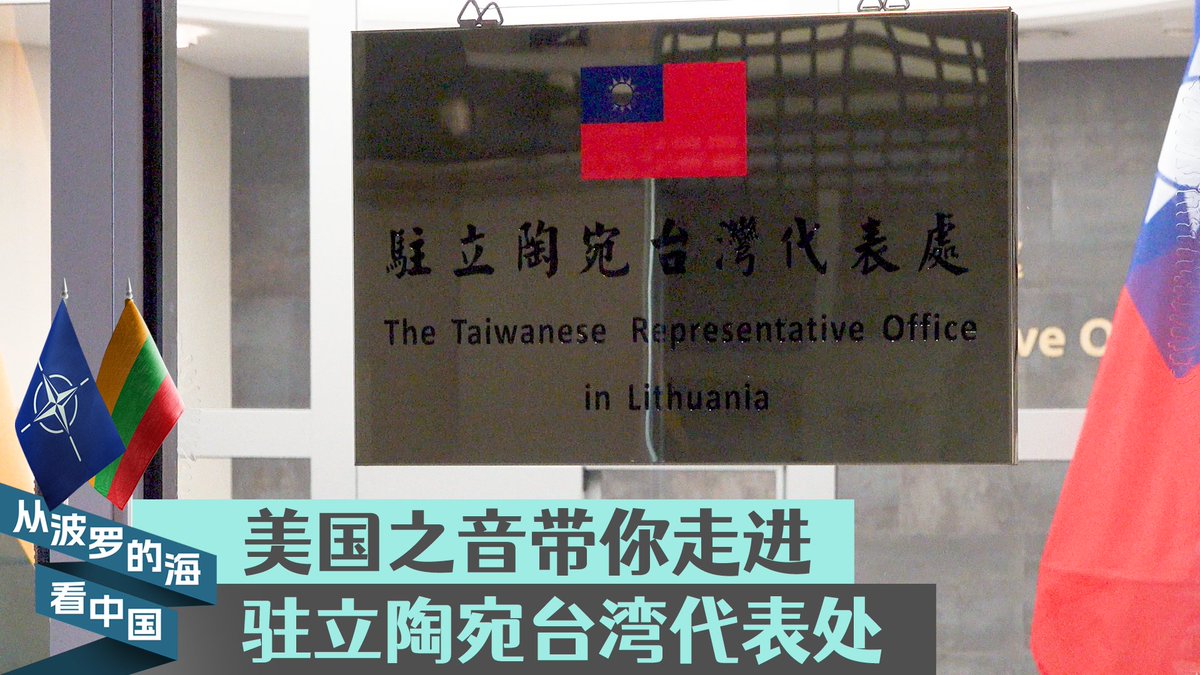 駐立陶宛台灣代表處
The Taiwanese Representative Office
in Lithuania
ve O
从波罗的海
看中国
美国之音带你走进
驻立陶宛台湾代表处